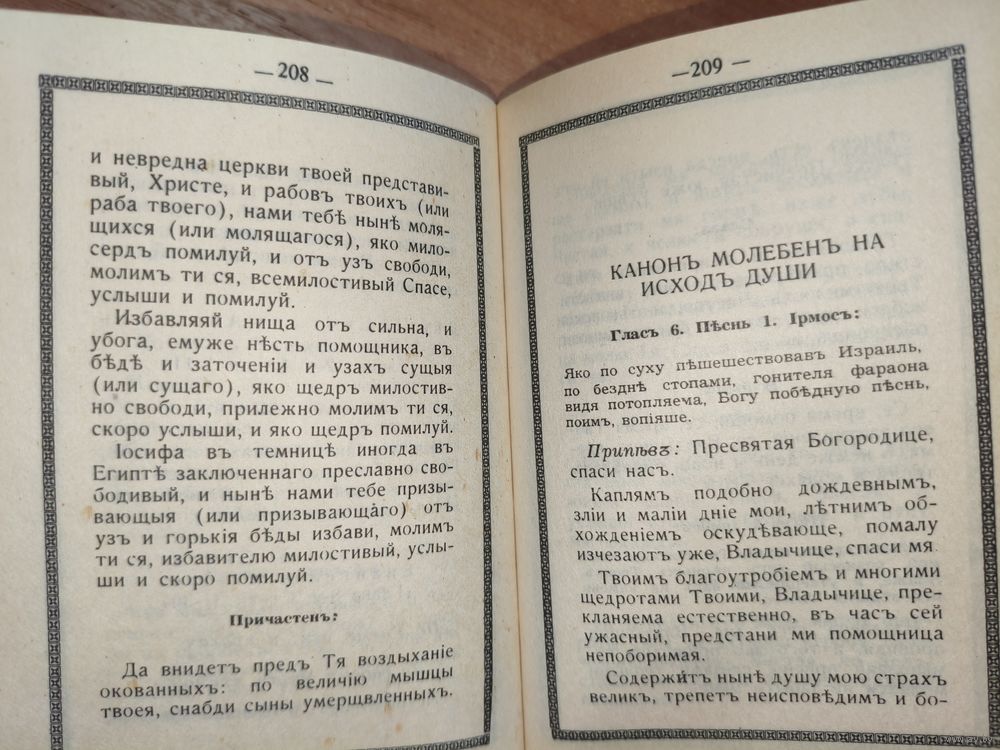 — 208 —
и невредна церкви твоей представи-
вый, Христе, и рабовъ твоихъ (или
раба твоего), нами тебѣ нынѣ моля-
щихся (или молящагося), яко мило-
сердъ помилуй, и отъ узъ свободи,
молимъ ти ся, всемилостивый Спасе,
услыши и помилуй.
Избавляяй нища отъ сильна, и
убога, емуже нѣсть помощника, въ
бѣдѣ и заточеніи и узахъ сущыя
(или сущаго), яко щедръ милостив-
но свободи, прилежно молимъ ти ся,
скоро услыши, и яко щедръ помилуй.
Іосифа въ темнице иногда въ
Египтѣ заключеннаго преславно сво-
бодивый, и нынѣ нами тебе призы-
вающыя (или призывающаго) отъ
узъ и горькія бѣды избави, молимъ
ти ся, избавителю милостивый, услы-
ши и скоро помилуй.
Причастенъ:
Да внидетъ предъ Тя воздыханіе
окованныхъ: по величію мышцы
твоея, снабди сыны умерщвленныхъ.
—209 —
КАНОНЪ МОЛЕБЕНЪ НА
ИСХОДЪ ДУШИ
Гласъ 6. Пѣснь 1. Ірмосъ:
Яко по суху пѣшешествовавъ Израиль,
по безднѣ стопами, гонителя фараона
видя потопляема, Богу побѣдную пѣснь,
поимъ, вопіяше.
Припѣвъ: Пресвятая Богородице,
спаси насъ.
Каплямъ подобно дождевнымъ,
зліи и маліи дніе мои, лѣтнимъ об-
хожденіемъ оскудѣвающе, помалу
изчезаютъ уже, Владычице, спаси мя.
Твоимъ благоутробіемъ и многими
щедротами Твоими, Владычице, пре-
кланяема естественно, въ часъ сей
ужасный, предстани ми помощница
непоборимая.
Содержитъ нынѣ душу мою страхъ
великъ, трепетъ неисповѣдимъ и бо-